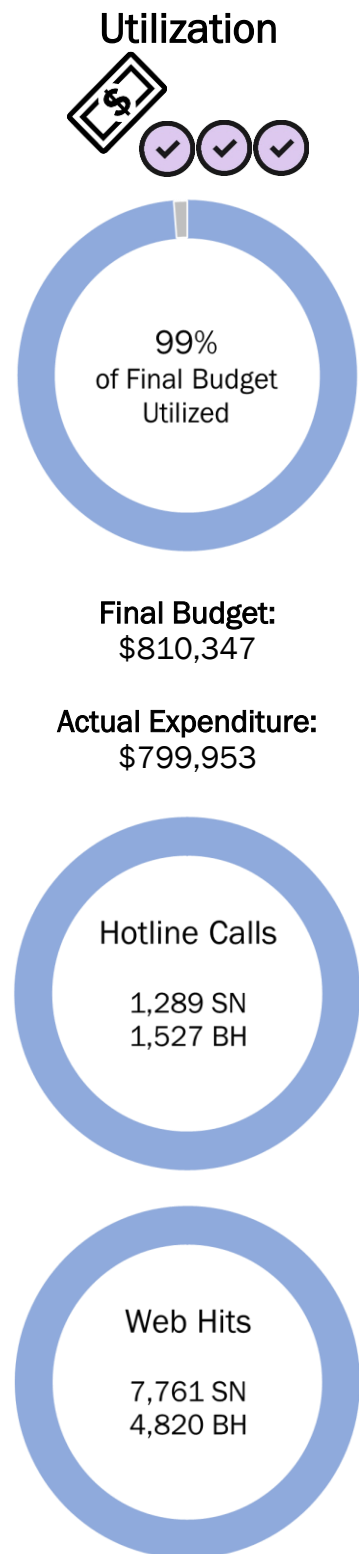 Utilization
$
99%
of Final Budget
Utilized
Final Budget:
$810,347
Actual Expenditure:
$799,953
Hotline Calls
1,289 SN
1,527 BH
Web Hits
7,761 SN
4,820 BH